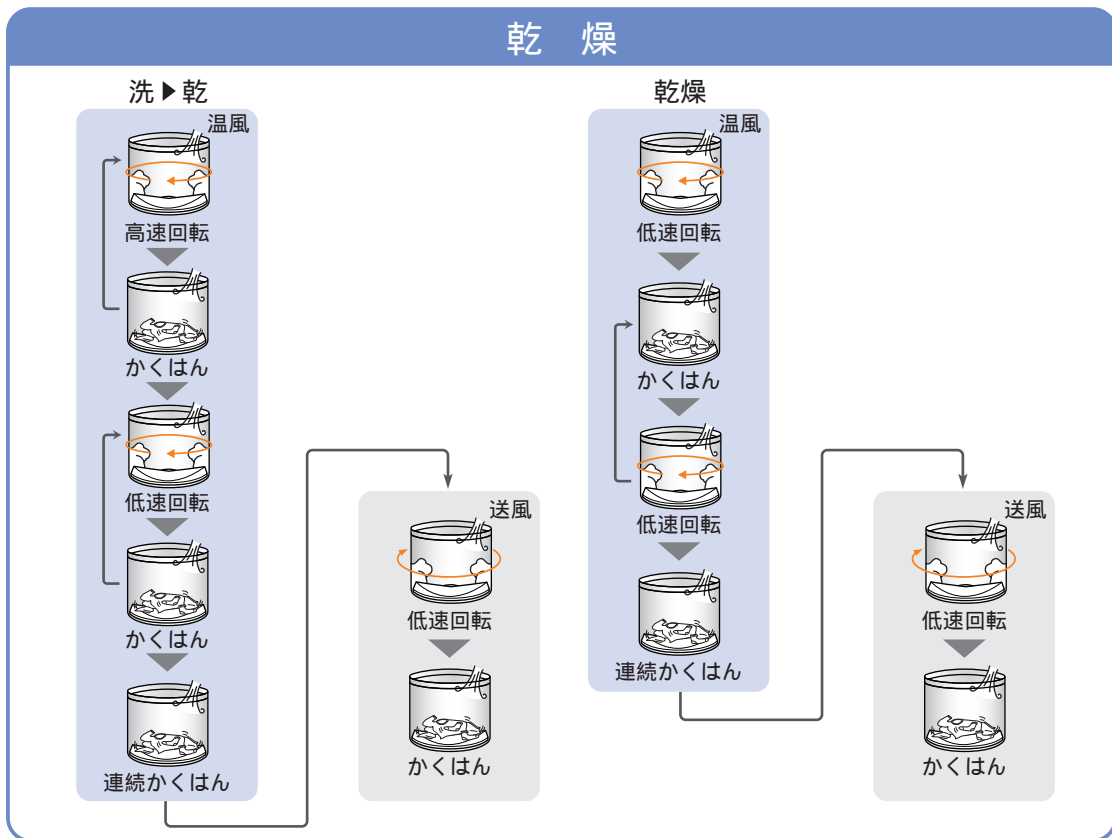 乾 燥
洗▶乾
温風
高速回転
かくはん
低速回転
かくはん
連続かくはん
送風
低速回転
かくはん
乾燥
温風
低速回転
かくはん
低速回転
連続かくはん
送風
低速回転
かくはん